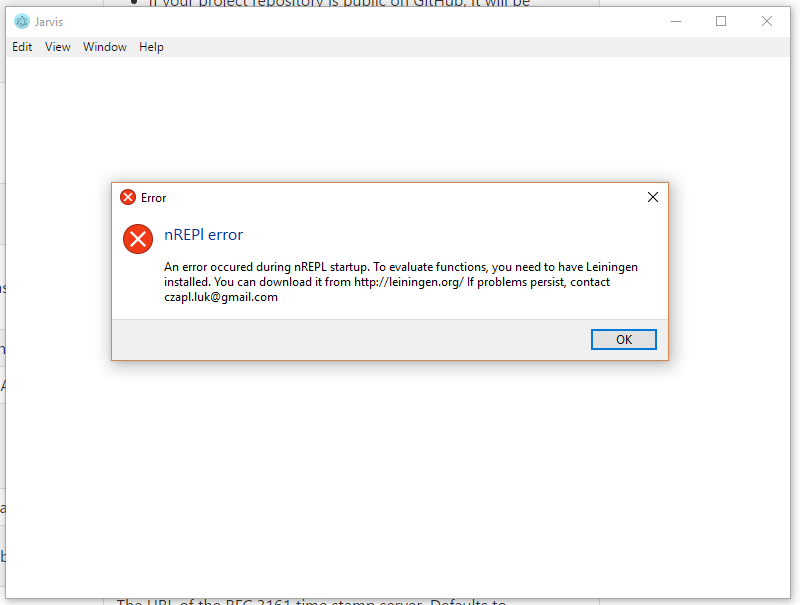 If your project repository is public on GitHub, it will be
Jarvis
Edit View Window Help
Error
nREPl error
An error occured during nREPL startup. To evaluate functions, you need to have Leiningen
installed. You can download it from http://leiningen.org/ If problems persist, contact
czapl.luk@gmail.com
OK
The URL of the RFC 3161 time stamp server. Defaults to